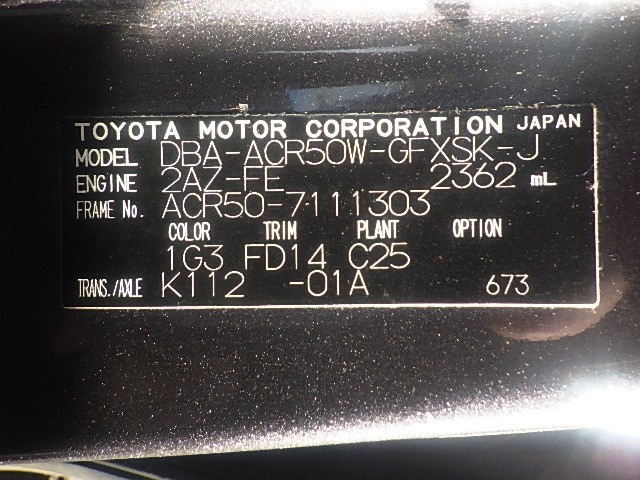 TOYOTA MOTOR CORPORATION JAPAN
MODEL DBA-ACR50W-GFXSK-J
ENGINE 2AZ-FE 2362 mL
FRAME No. ACR50-7111303
COLOR TRIM PLANT OPTION
1G3 FD14 C25
TRANS./AXLE K112 -01A 673